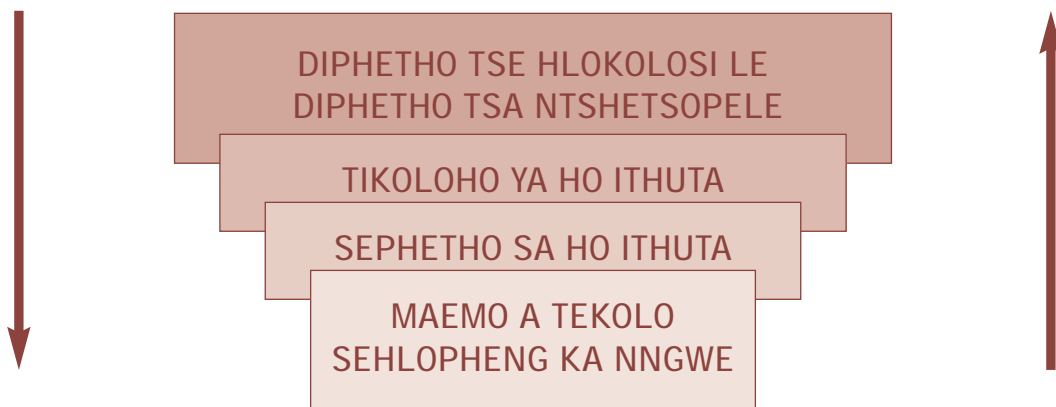 DIPHETHO TSE HLOKOLOSI LE
DIPHETHO TSA NTSHETSOPELE
TIKOLOHO YA HO ITHUTA
SEPHETHO SA HO ITHUTA
MAEMO A TEKOLO
SEHLOPHENG KA NNGWE